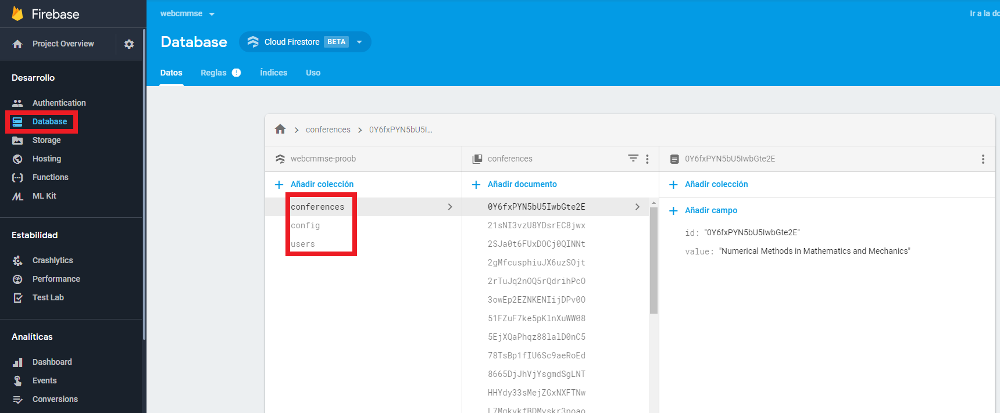 Firebase
Project Overview
Desarrollo
Authentication
Database
Storage
Hosting
Functions
ML Kit
Estabilidad
Crashlytics
Performance
Test Lab
Analíticas
Dashboard
Events
Conversions
webcmmse
Ir a la do
Database
Cloud Firestore BETA
Datos Reglas Índices Uso
conferences 0Y6fxPYN5bU5I...
webcmmse-proob
Añadir colección
conferences
config
users
conferences
Añadir documento
0Y6fxPYN5bU5IwbGte2E
21sNI3vzU8YDsrEC8jwx
2SJa0t6FUxDOCj0QINNt
2gMfcusphiuJX6uzSOjt
2rTuJq2nOQ5rQdrihPcO
3owEp2EZNKENIijDPv0O
51FZuF7ke5pKlnXuWW08
5EjXQaPhqz88lalD0nC5
78TsBp1fIU6Sc9aeRoEd
8665DjJhVjYsgmdSgLNT
HHYdy33sMejZGxNXFTNw
0Y6fxPYN5bU5IwbGte2E
Añadir colección
Añadir campo
id: "0Y6fxPYN5bU5IwbGte2E"
value: "Numerical Methods in Mathematics and Mechanics"